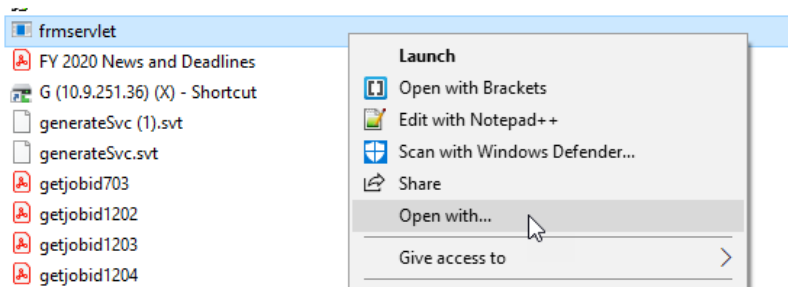 frmservlet
FY 2020 News and Deadlines
G (10.9.251.36) (X) - Shortcut
generateSvc (1).svt
generateSvc.svt
getjobid703
getjobid1202
getjobid1203
getjobid1204
Launch
Open with Brackets
Edit with Notepad++
Scan with Windows Defender...
Share
Open with...
Give access to